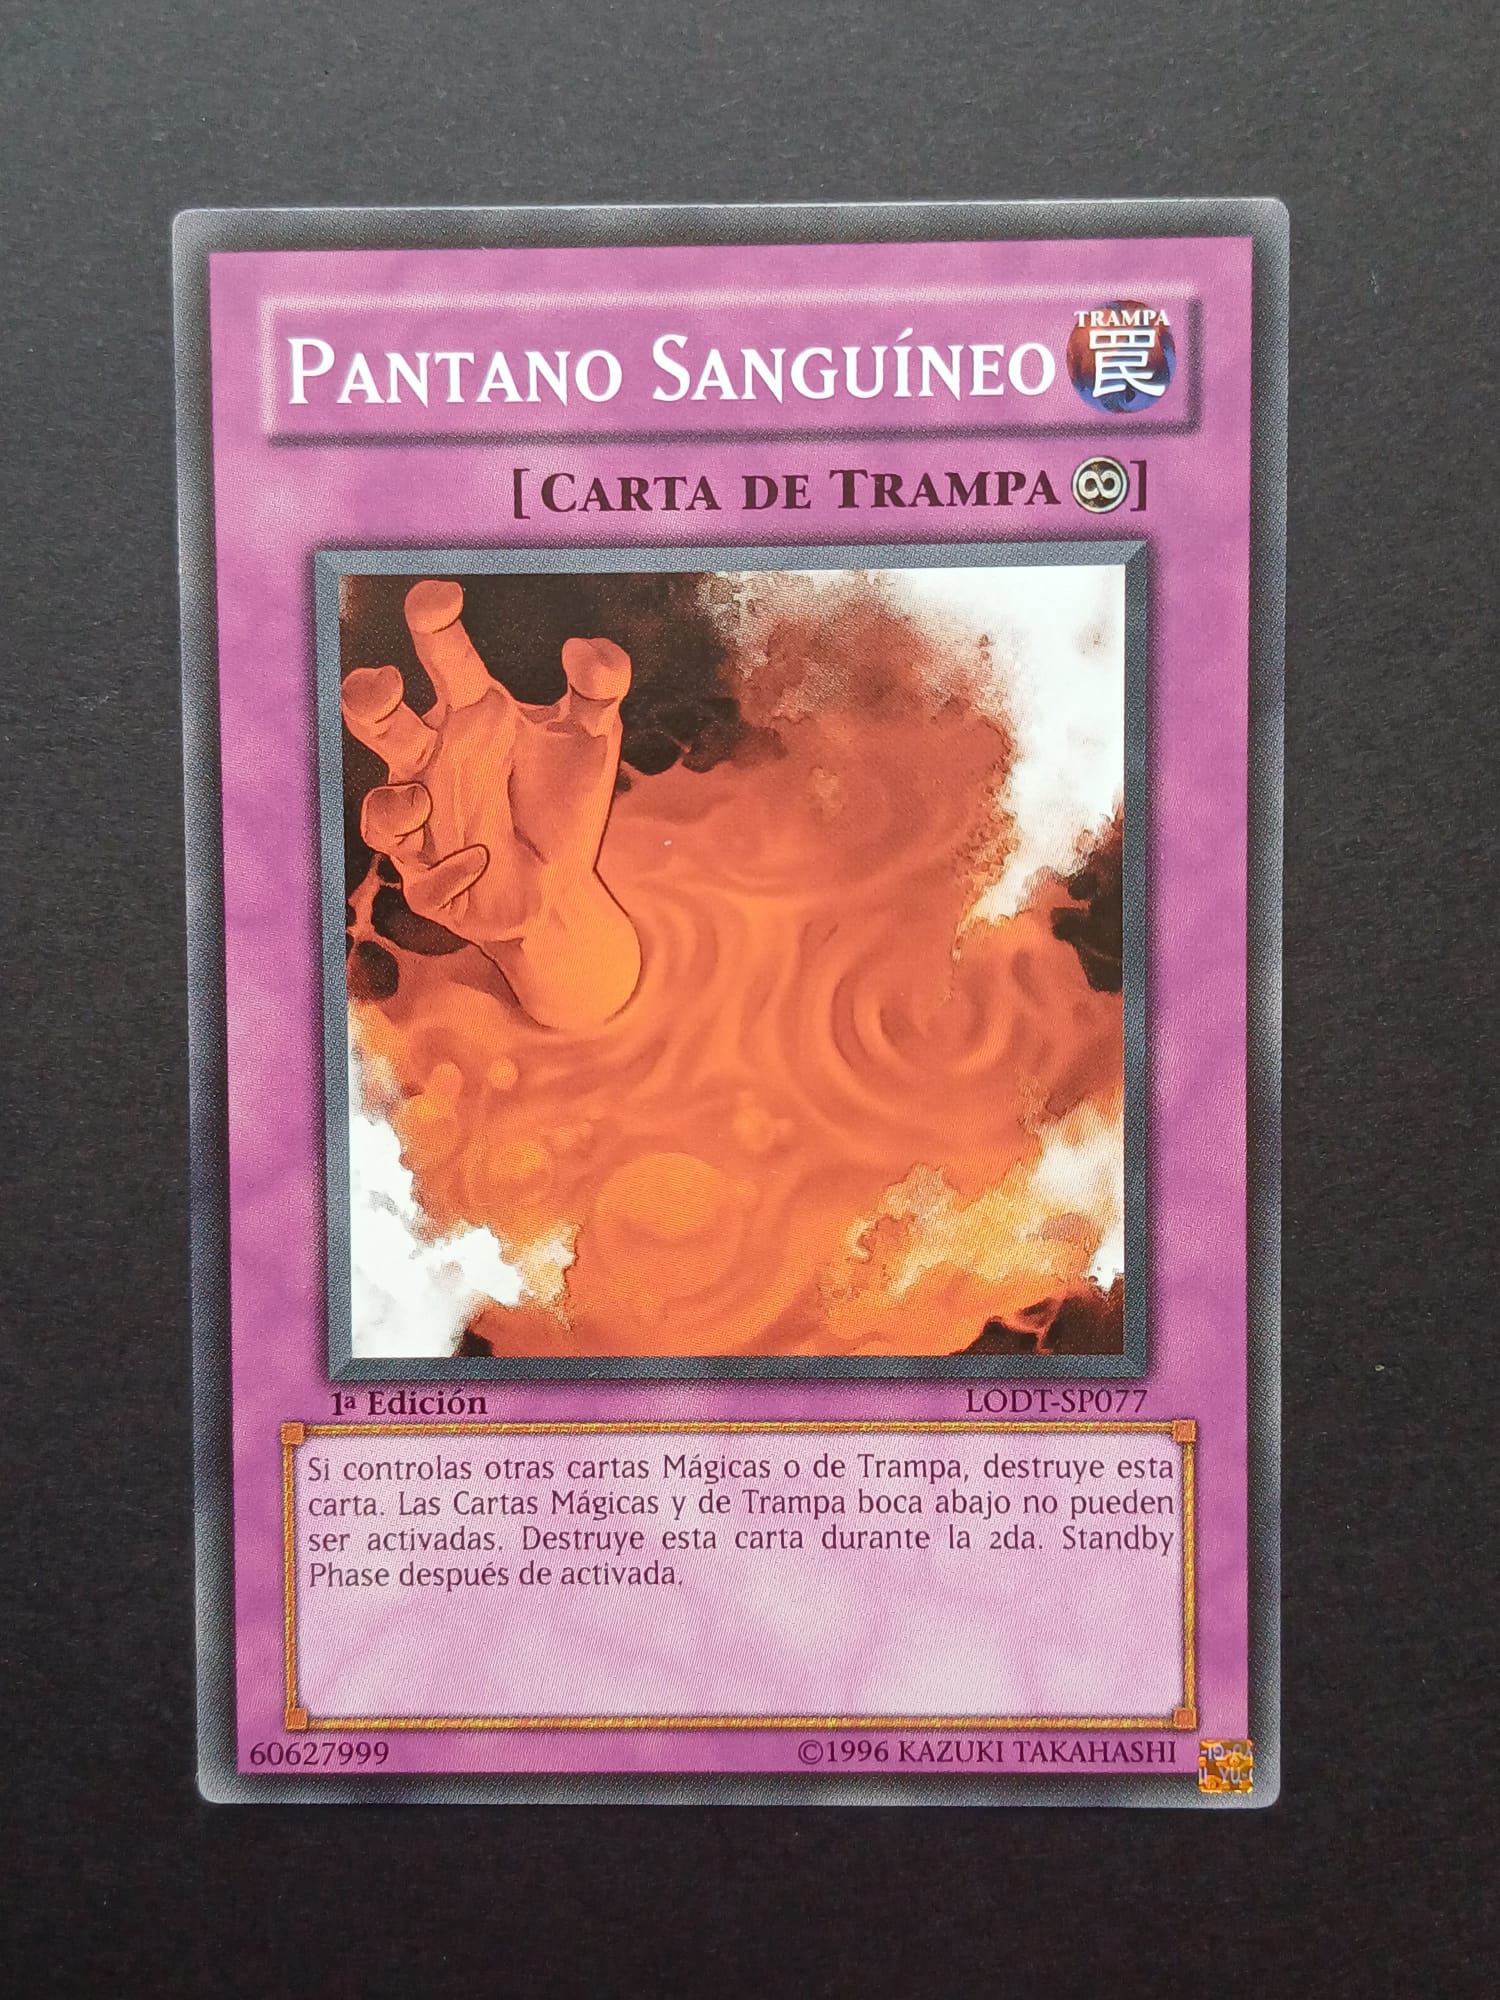 PANTANO SANGUÍNEO
TRAMPA
罠
[CARTA DE TRAMPA]
1ª Edición
LODT-SP077
Si controlas otras cartas Mágicas o de Trampa, destruye esta
carta. Las Cartas Mágicas y de Trampa boca abajo no pueden
ser activadas. Destruye esta carta durante la 2da. Standby
Phase después de activada.
60627999
©1996 KAZUKI TAKAHASHI